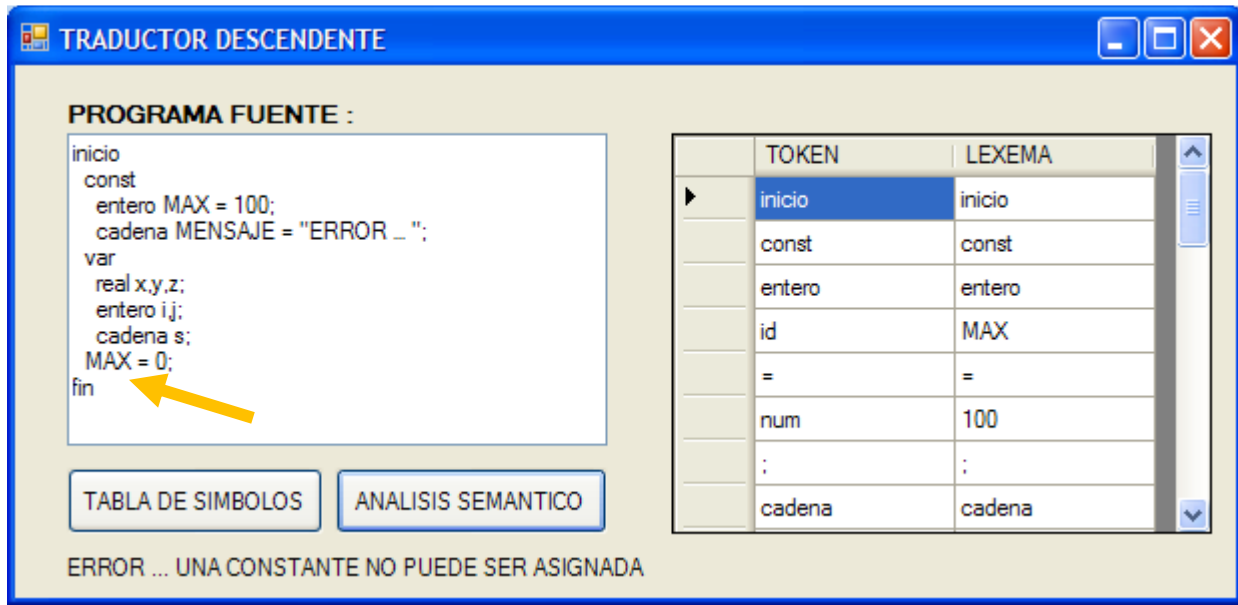 TRADUCTOR DESCENDENTE
PROGRAMA FUENTE :
inicio
const
entero MAX = 100;
cadena MENSAJE = "ERROR ... ";
var
real x,y,z;
entero i,j;
cadena s;
MAX = 0;
fin
TABLA DE SIMBOLOS
ANALISIS SEMANTICO
ERROR ... UNA CONSTANTE NO PUEDE SER ASIGNADA
TOKEN LEXEMA
inicio inicio
const const
entero entero
id MAX
= =
num 100
; ;
cadena cadena